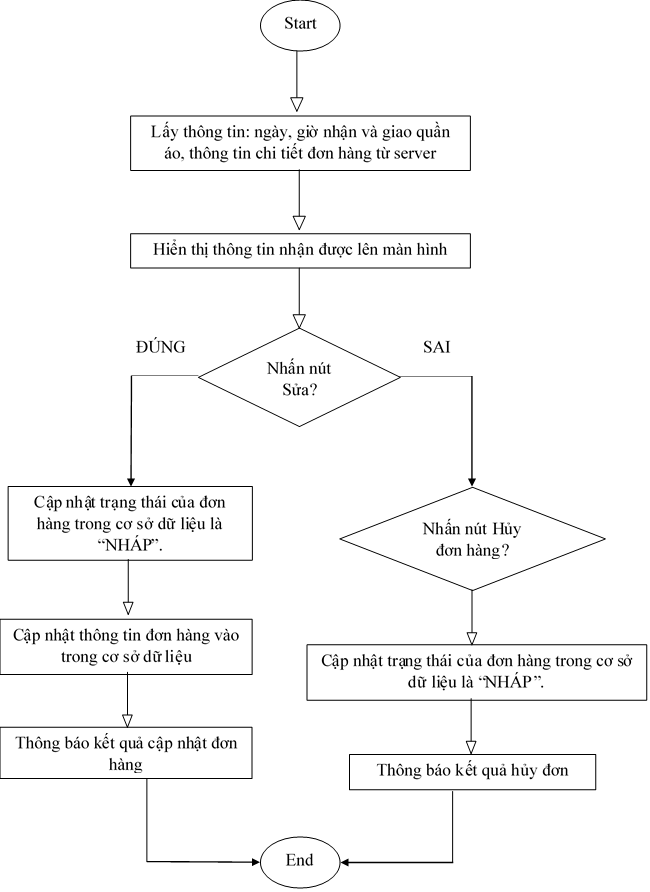 Start
Lấy thông tin: ngày, giờ nhận và giao quần
áo, thông tin chi tiết đơn hàng từ server
Hiển thị thông tin nhận được lên màn hình
ĐÚNG
SAI
Nhấn nút
Sửa?
Cập nhật trạng thái của đơn
hàng trong cơ sở dữ liệu là
“NHÁP”.
Nhấn nút Hủy
đơn hàng?
Cập nhật thông tin đơn hàng vào
trong cơ sở dữ liệu
Cập nhật trạng thái của đơn hàng trong cơ sở
dữ liệu là “NHÁP”.
Thông báo kết quả cập nhật đơn
hàng
Thông báo kết quả hủy đơn
End